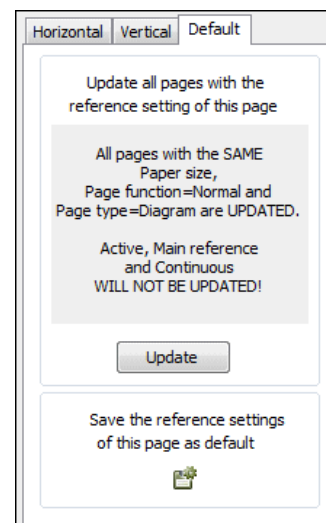 Horizontal Vertical Default
Update all pages with the
reference setting of this page
All pages with the SAME
Paper size,
Page function=Normal and
Page type=Diagram are UPDATED.
Active, Main reference
and Continuous
WILL NOT BE UPDATED!
Update
Save the reference settings
of this page as default